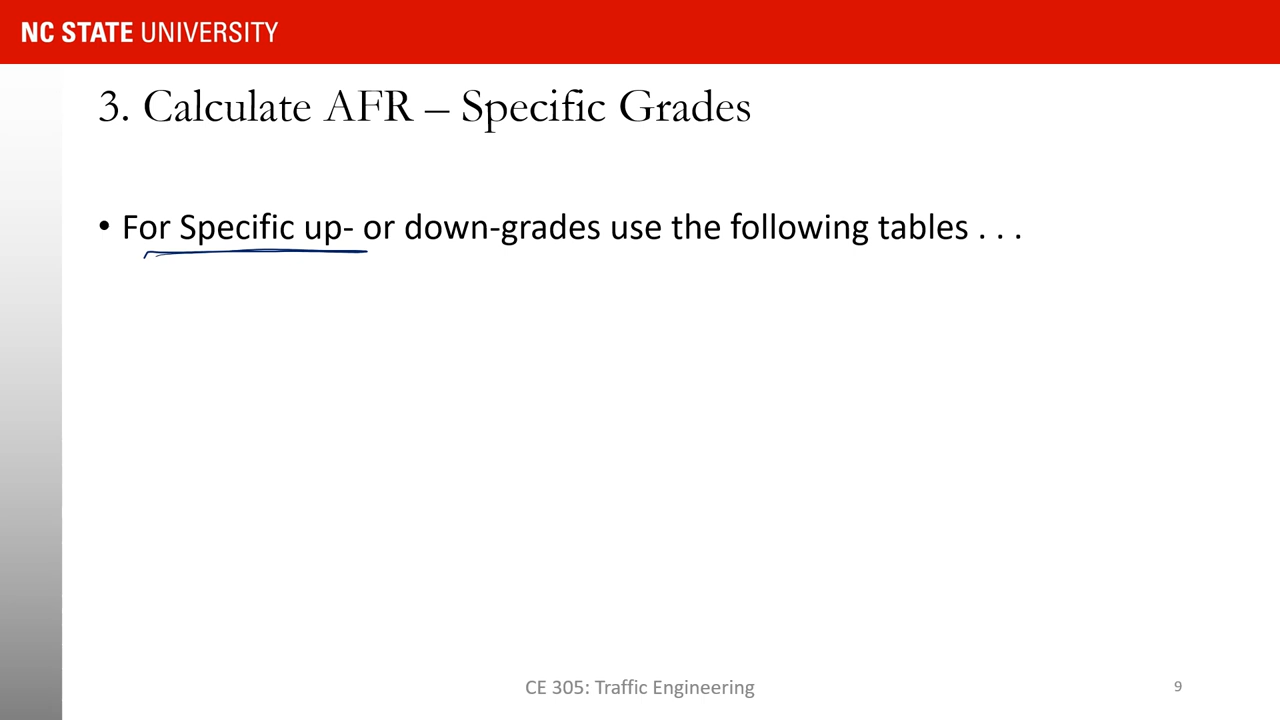 NC STATE UNIVERSITY
3. Calculate AFR – Specific Grades
• For Specific up- or down-grades use the following tables . . .
CE 305: Traffic Engineering
9